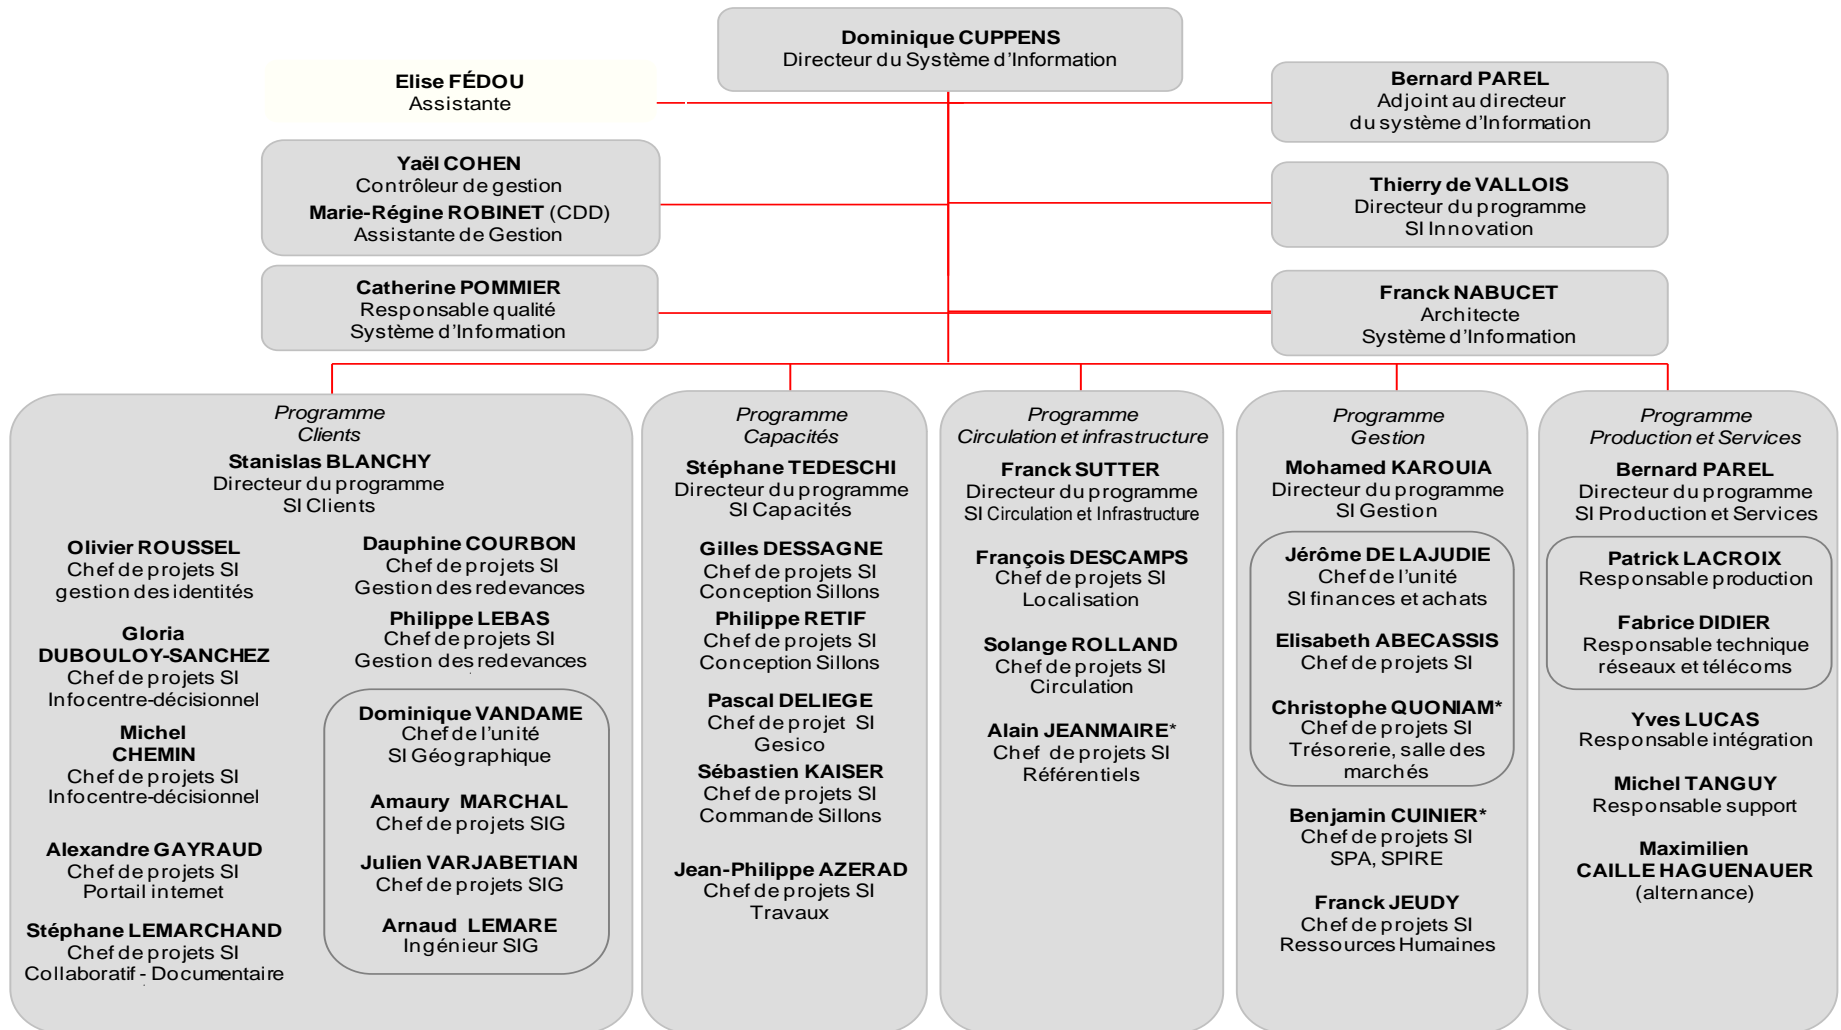 Dominique CUPPENS
Directeur du Système d'Information
Elise FÉDOU
Assistante
Bernard PAREL
Adjoint au directeur
du système d'Information
Yaël COHEN
Contrôleur de gestion
Marie-Régine ROBINET (CDD)
Assistante de Gestion
Thierry de VALLOIS
Directeur du programme
SI Innovation
Catherine POMMIER
Responsable qualité
Système d'Information
Franck NABUCET
Architecte
Système d'Information
Programme
Clients
Stanislas BLANCHY
Directeur du programme
SI Clients
Olivier ROUSSEL
Chef de projets SI
gestion des identités
Gloria
DUBOULOY-SANCHEZ
Chef de projets SI
Infocentre-décisionnel
Michel
CHEMIN
Chef de projets SI
Infocentre-décisionnel
Alexandre GAYRAUD
Chef de projets SI
Portail internet
Stéphane LEMARCHAND
Chef de projets SI
Collaboratif - Documentaire
Dauphine COURBON
Chef de projets SI
Gestion des redevances
Philippe LEBAS
Chef de projets SI
Gestion des redevances
Dominique VANDAME
Chef de l'unité
SI Géographique
Amaury MARCHAL
Chef de projets SIG
Julien VARJABETIAN
Chef de projets SIG
Arnaud LEMARE
Ingénieur SIG
Programme
Capacités
Stéphane TEDESCHI
Directeur du programme
SI Capacités
Gilles DESSAGNE
Chef de projets SI
Conception Sillons
Philippe RETIF
Chef de projets SI
Conception Sillons
Pascal DELIEGE
Chef de projet SI
Gesico
Sébastien KAISER
Chef de projets SI
Commande Sillons
Jean-Philippe AZERAD
Chef de projets SI
Travaux
Programme
Circulation et infrastructure
Franck SUTTER
Directeur du programme
SI Circulation et Infrastructure
François DESCAMPS
Chef de projets SI
Localisation
Solange ROLLAND
Chef de projets SI
Circulation
Alain JEANMAIRE*
Chef de projets SI
Référentiels
Programme
Gestion
Mohamed KAROUIA
Directeur du programme
SI Gestion
Jérôme DE LAJUDIE
Chef de l'unité
SI finances et achats
Elisabeth ABECASSIS
Chef de projets SI
Christophe QUONIAM*
Chef de projets SI
Trésorerie, salle des
marchés
Benjamin CUINIER*
Chef de projets SI
SPA, SPIRE
Franck JEUDY
Chef de projets SI
Ressources Humaines
Programme
Production et Services
Bernard PAREL
Directeur du programme
SI Production et Services
Patrick LACROIX
Responsable production
Fabrice DIDIER
Responsable technique
réseaux et télécoms
Yves LUCAS
Responsable intégration
Michel TANGUY
Responsable support
Maximilien
CAILLE HAGUENAUER
(alternance)